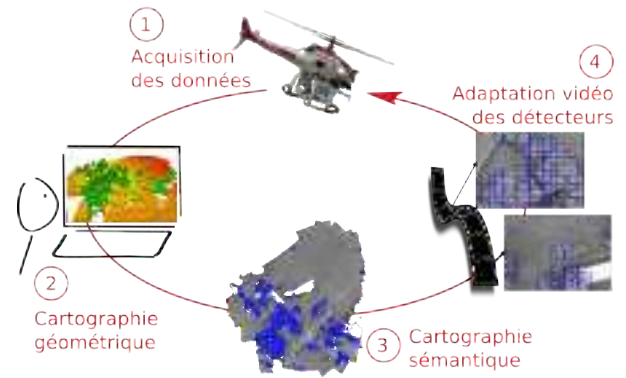 1
Acquisition
des données
4
Adaptation vidéo
des détecteurs
2
Cartographie
géométrique
3
Cartographie
sémantique